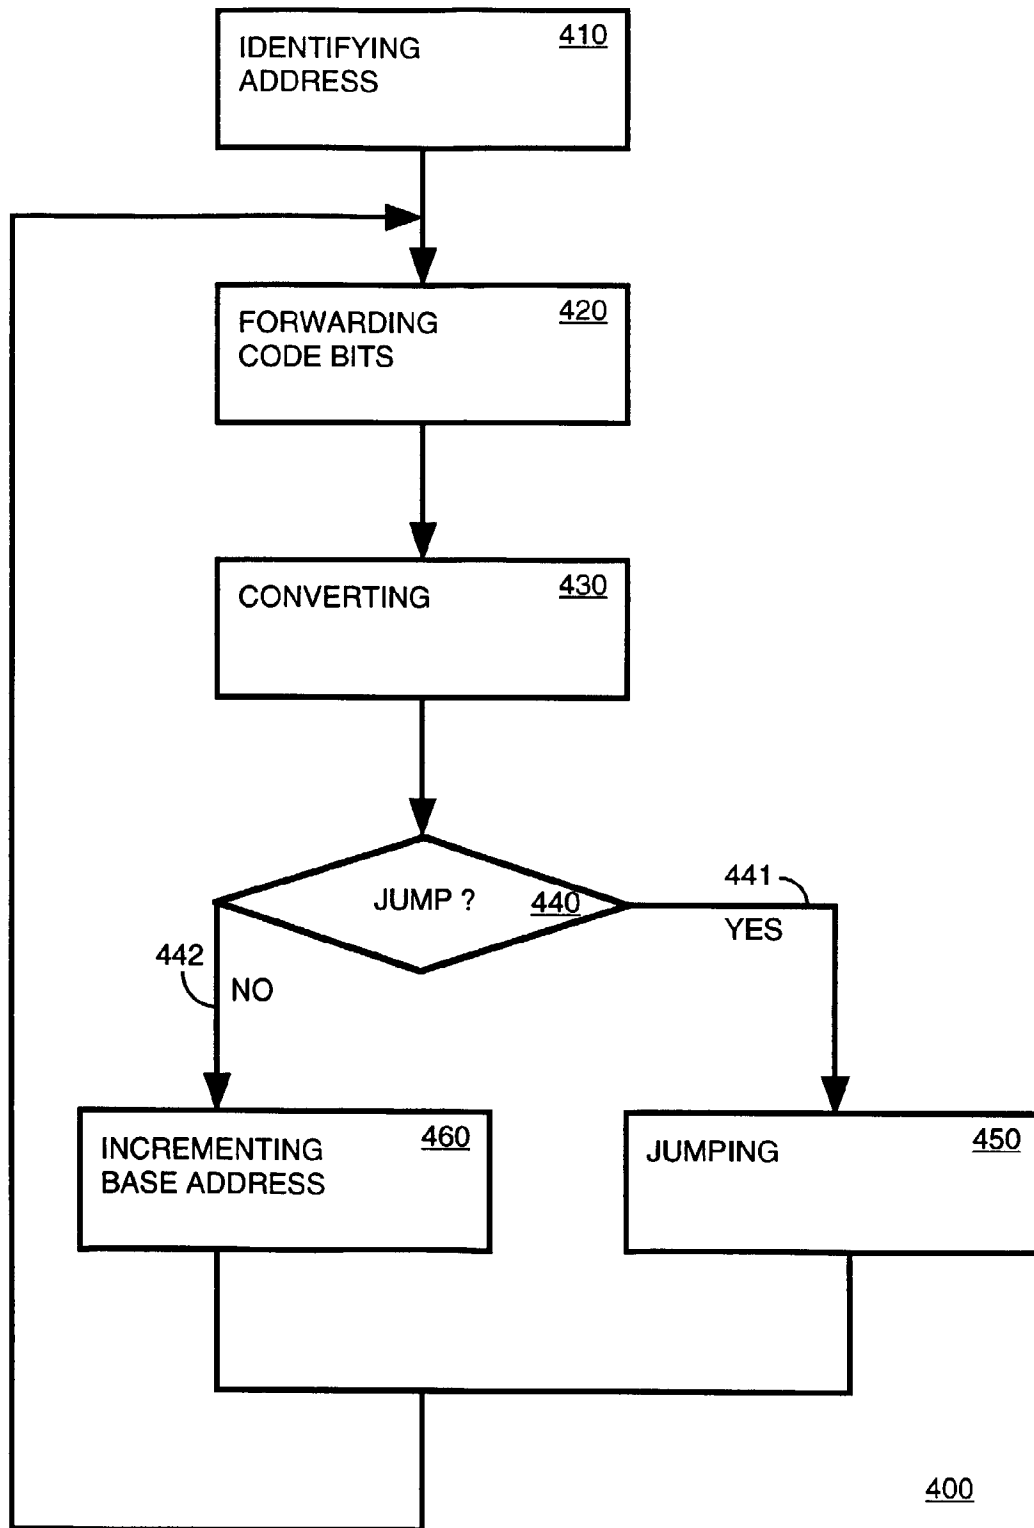 IDENTIFYING 410
ADDRESS
FORWARDING 420
CODE BITS
CONVERTING 430
JUMP ? 440
441
YES
442
NO
INCREMENTING 460
BASE ADDRESS
JUMPING 450
400